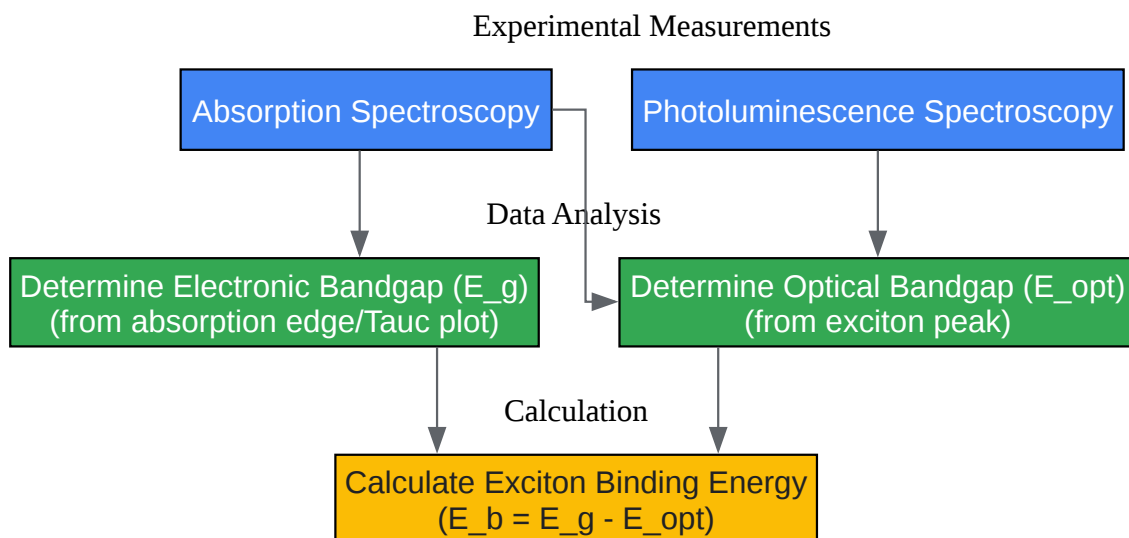 Experimental Measurements
Absorption Spectroscopy
Photoluminescence Spectroscopy
Data Analysis
Determine Electronic Bandgap (E_g)
(from absorption edge/Tauc plot)
Determine Optical Bandgap (E_opt)
(from exciton peak)
Calculation
Calculate Exciton Binding Energy
(E_b = E_g - E_opt)